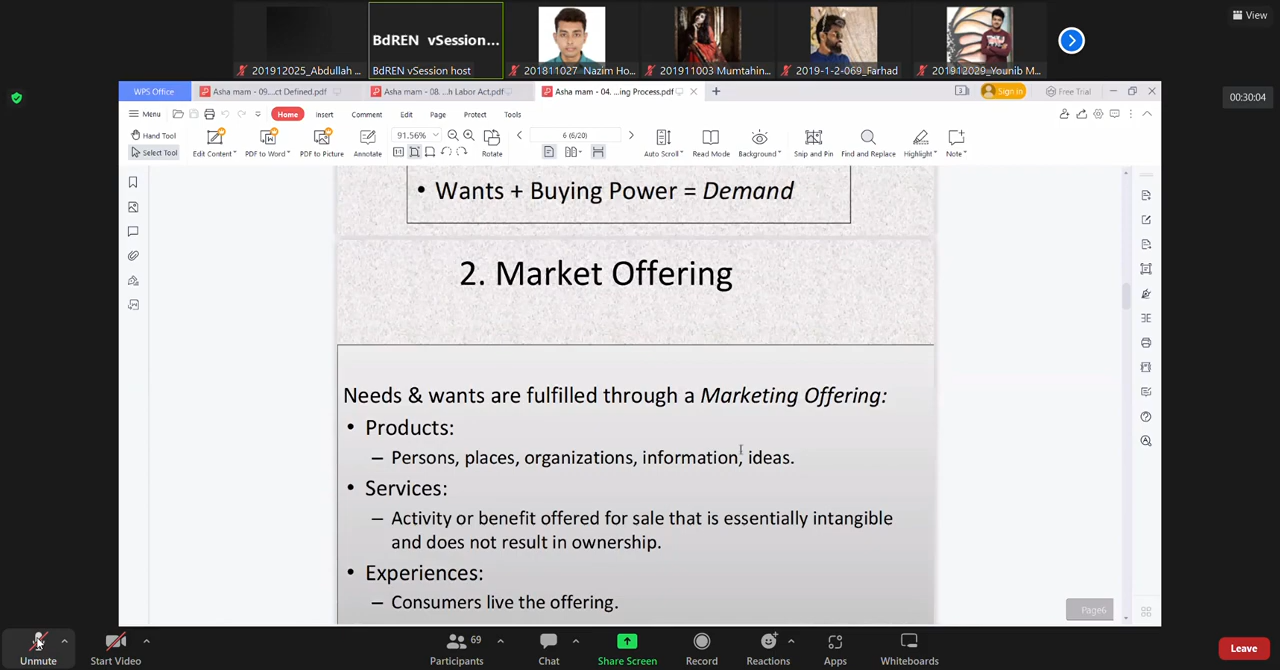 View
BdREN vSession...
201912025_Abdullah ...
BdREN vSession host
201811027_Nazim Ho...
201911003 Mumtahin...
2019-1-2-069_Farhad
201912029_Younib M...
00:30:04
WPS Office
Asha mam - 09....ct Defined.pdf
Asha mam - 08. ...h Labor Act.pdf
Asha mam - 04. ...ing Process.pdf
Sign in
Free Trial
Menu
Home
Insert
Comment
Edit
Page
Protect
Tools
Hand Tool
Select Tool
Edit Content
PDF to Word
PDF to Picture
Annotate
91.56%
Rotate
6 (6/20)
Auto Scroll
Read Mode
Background
Snip and Pin
Find and Replace
Highlight
Note
• Wants + Buying Power = Demand
2. Market Offering
Needs & wants are fulfilled through a Marketing Offering:
• Products:
– Persons, places, organizations, information, ideas.
• Services:
– Activity or benefit offered for sale that is essentially intangible
and does not result in ownership.
• Experiences:
– Consumers live the offering.
Page6
Unmute
Start Video
Participants
69
Chat
Share Screen
Record
Reactions
Apps
Whiteboards
Leave